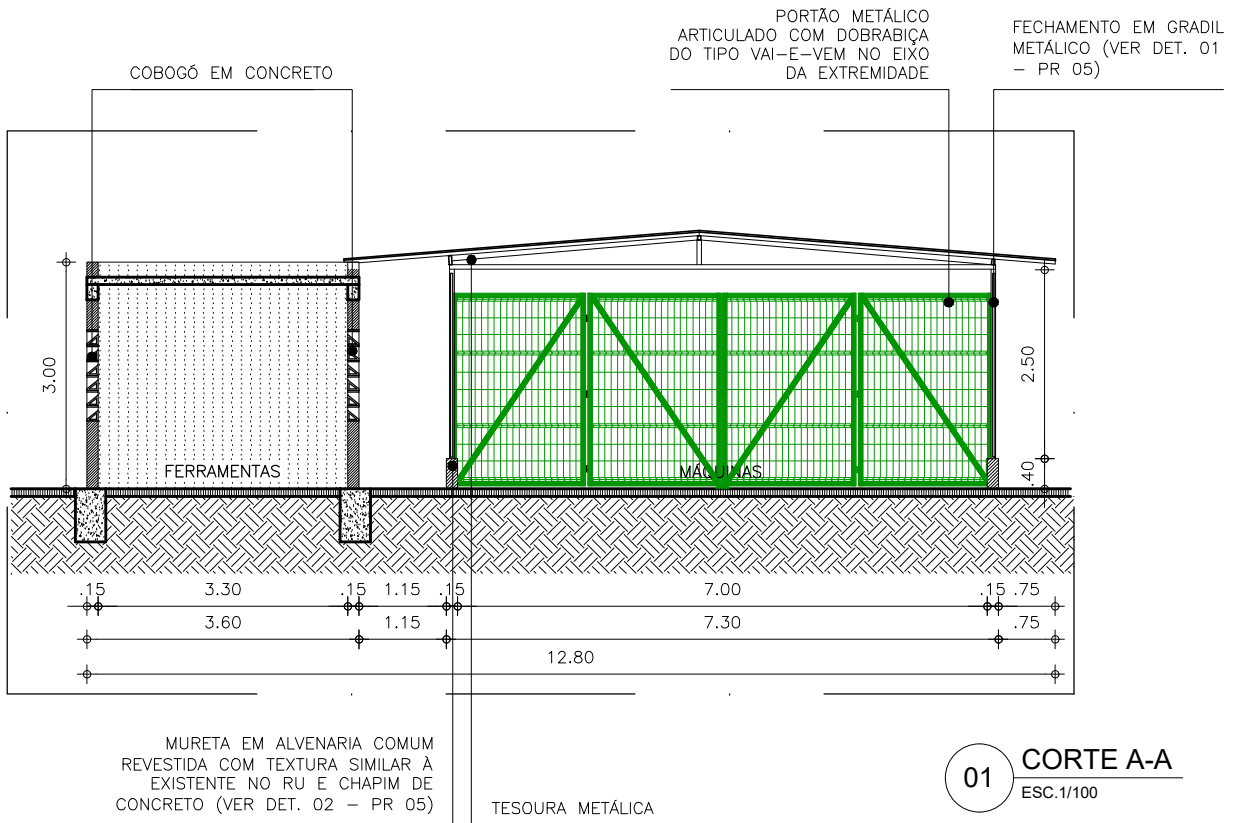 PORTÃO METÁLICO
ARTICULADO COM DOBRABIÇA
DO TIPO VAI-E-VEM NO EIXO
DA EXTREMIDADE
FECHAMENTO EM GRADIL
METÁLICO (VER DET. 01
– PR 05)
COBOGÓ EM CONCRETO
3.00
2.50
.40
FERRAMENTAS
MÁQUINAS
.15 3.30 .15 1.15 .15 7.00 .15 .75
3.60 1.15 7.30 .75
12.80
MURETA EM ALVENARIA COMUM
REVESTIDA COM TEXTURA SIMILAR À
EXISTENTE NO RU E CHAPIM DE
CONCRETO (VER DET. 02 – PR 05)
TESOURA METÁLICA
01 CORTE A-A
ESC.1/100